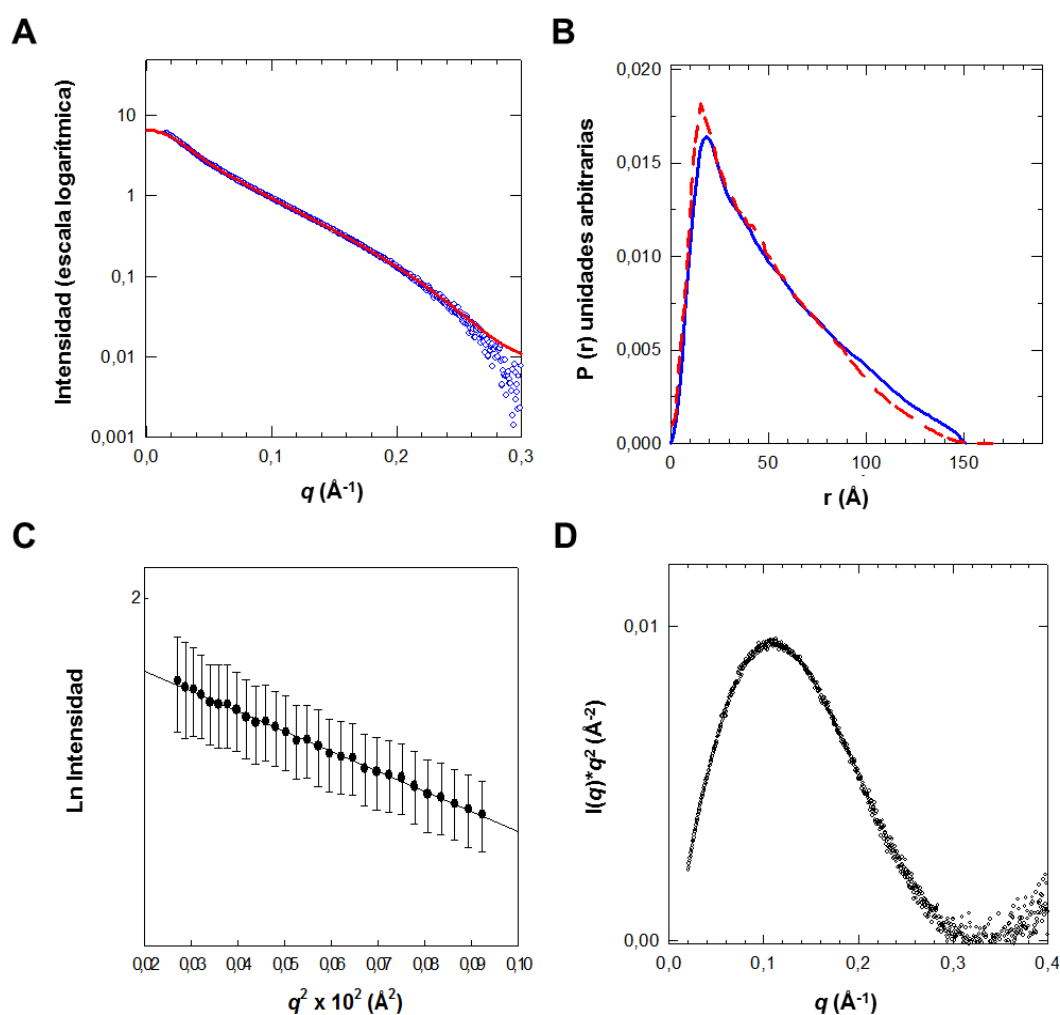 A
Intensidad (escala logarítmica)
10
1
0,1
0,01
0,001
0,0
0,1
0,2
0,3
q (Å-1)
B
P (r) unidades arbitrarias
0,020
0,015
0,010
0,005
0,000
0
50
100
150
r (Å)
C
Ln Intensidad
2
0,02 0,03 0,04 0,05 0,06 0,07 0,08 0,09 0,10
q2 x 102 (Å2)
D
I(q)*q2 (Å-2)
0,01
0,00
0,0
0,1
0,2
0,3
0,4
q (Å-1)